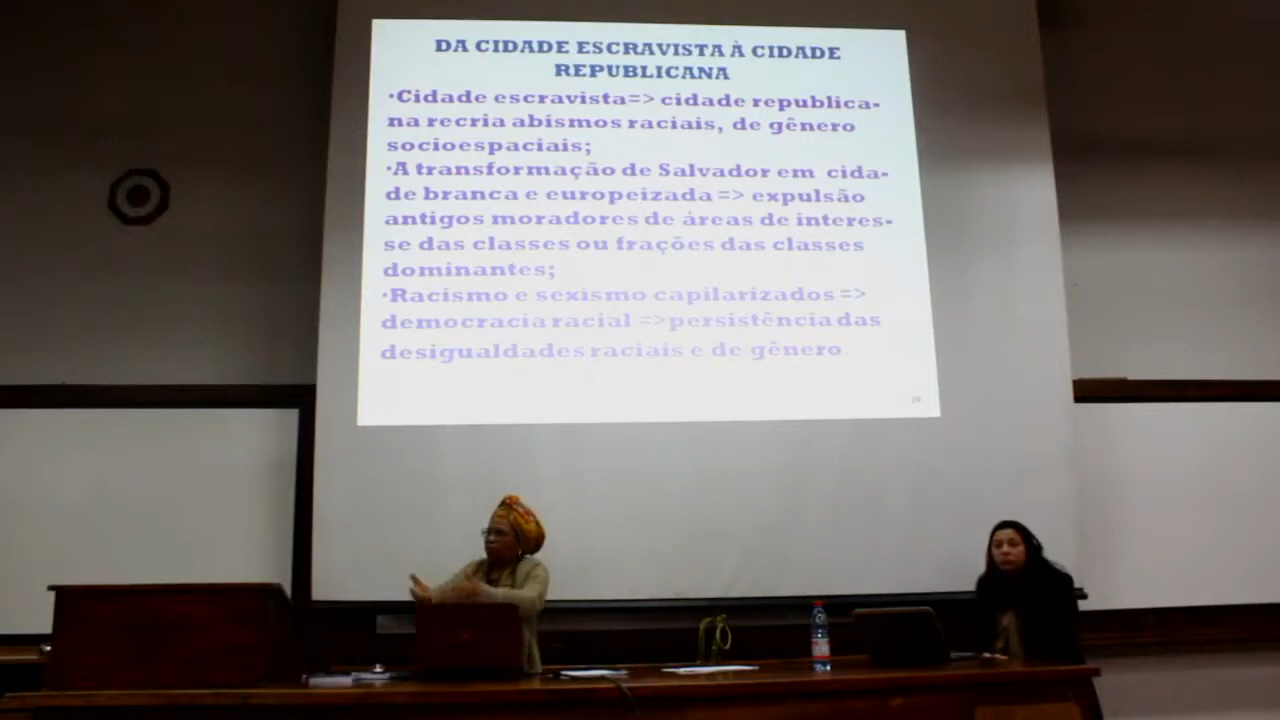 DA CIDADE ESCRAVISTA À CIDADE
REPUBLICANA
•Cidade escravista=> cidade republica-
na recria abismos raciais, de gênero
socioespaciais;
•A transformação de Salvador em cida-
de branca e europeizada => expulsão
antigos moradores de áreas de interes-
se das classes ou frações das classes
dominantes;
•Racismo e sexismo capilarizados =>
democracia racial =>persistência das
desigualdades raciais e de gênero.